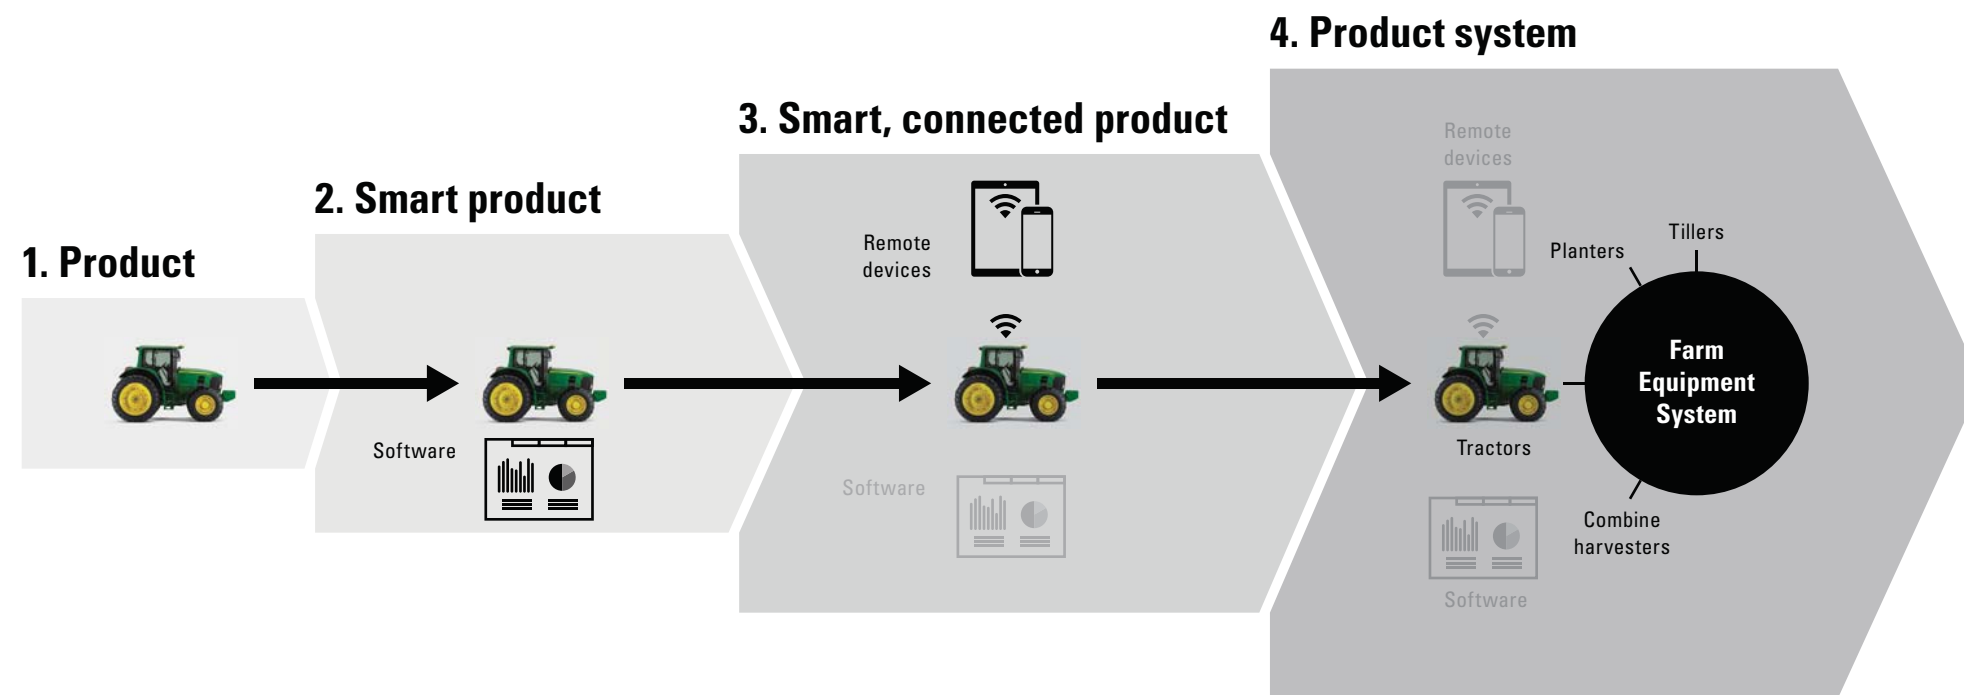 1. Product
2. Smart product
Software
3. Smart, connected product
Remote
devices
Software
4. Product system
Remote
devices
Tractors
Software
Planters
Tillers
Farm
Equipment
System
Combine
harvesters